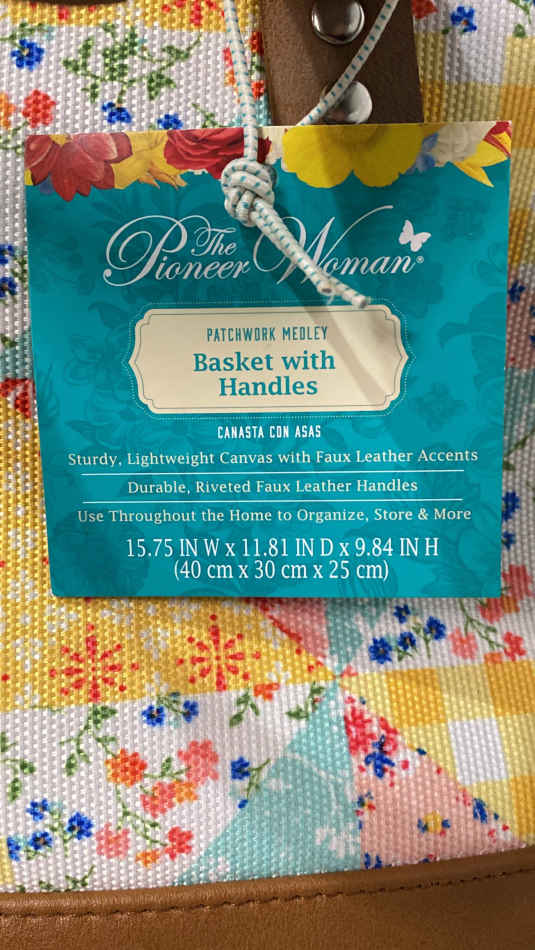 The
Pioneer Woman®
PATCHWORK MEDLEY
Basket with
Handles
CANASTA CON ASAS
Sturdy, Lightweight Canvas with Faux Leather Accents
Durable, Riveted Faux Leather Handles
Use Throughout the Home to Organize, Store & More
15.75 IN W x 11.81 IN D x 9.84 IN H
(40 cm x 30 cm x 25 cm)